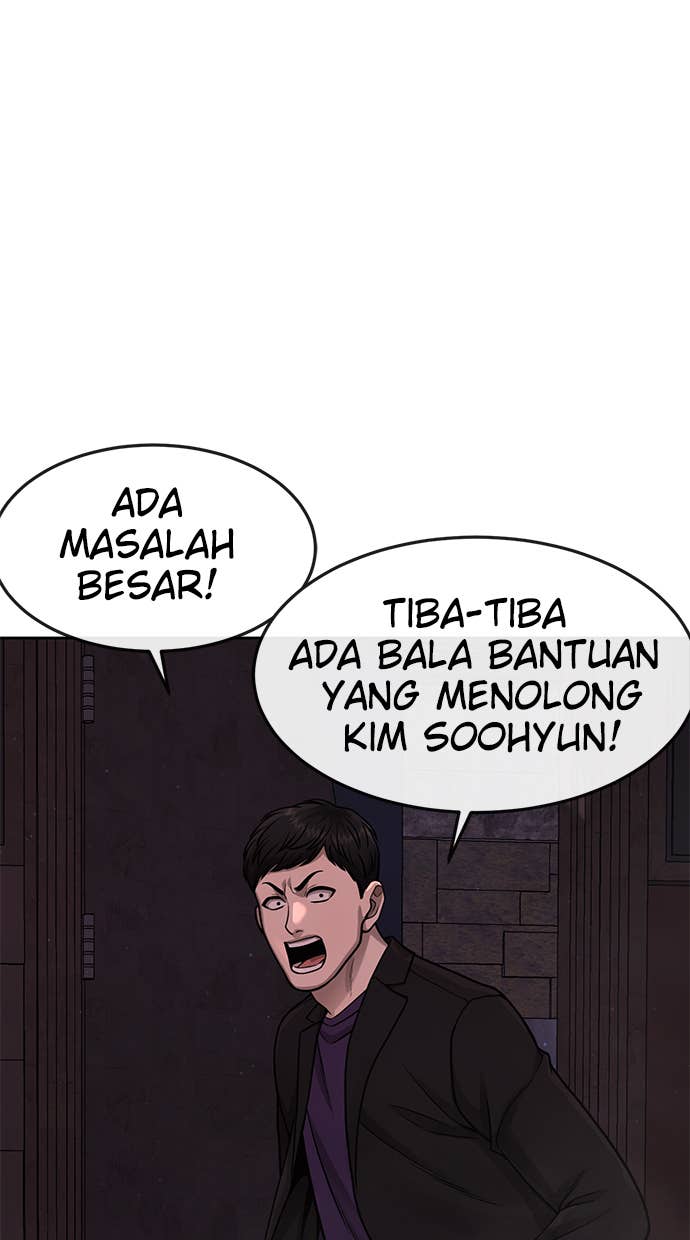 ADA
MASALAH
BESAR!
TIBA-TIBA
ADA BALA BANTUAN
YANG MENOLONG
KIM SOOHYUN!